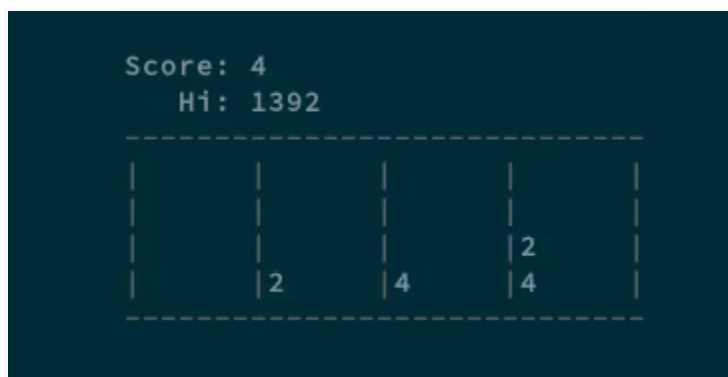 Score: 4
Hi: 1392
-----------------------------
|      |      |      |      |
|      |      |      |      |
|      |      |      |2     |
|      |2     |4     |4     |
-----------------------------